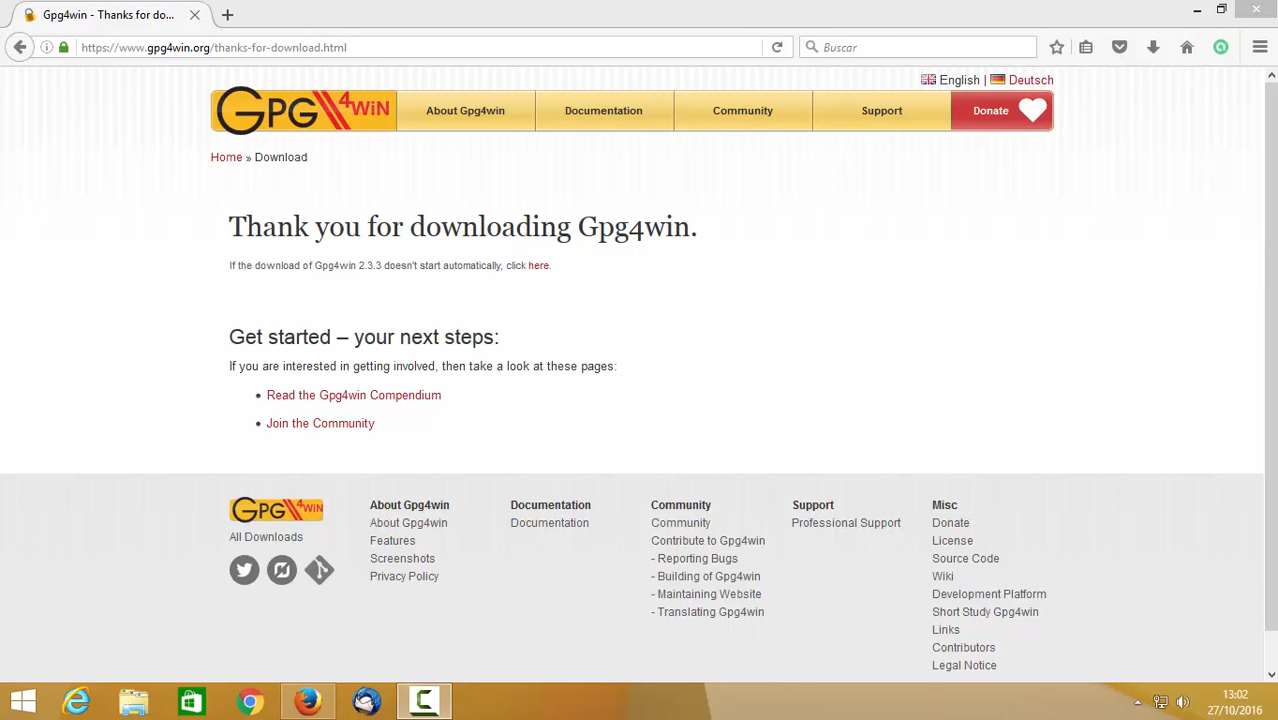 Gpg4win - Thanks for do...
https://www.gpg4win.org/thanks-for-download.html
Buscar
English | Deutsch
GPG4WIN
About Gpg4win
Documentation
Community
Support
Donate
Home » Download
Thank you for downloading Gpg4win.
If the download of Gpg4win 2.3.3 doesn't start automatically, click here.
Get started – your next steps:
If you are interested in getting involved, then take a look at these pages:
• Read the Gpg4win Compendium
• Join the Community
GPG4WIN
All Downloads
About Gpg4win
About Gpg4win
Features
Screenshots
Privacy Policy
Documentation
Documentation
Community
Community
Contribute to Gpg4win
- Reporting Bugs
- Building of Gpg4win
- Maintaining Website
- Translating Gpg4win
Support
Professional Support
Misc
Donate
License
Source Code
Wiki
Development Platform
Short Study Gpg4win
Links
Contributors
Legal Notice
13:02
27/10/2016